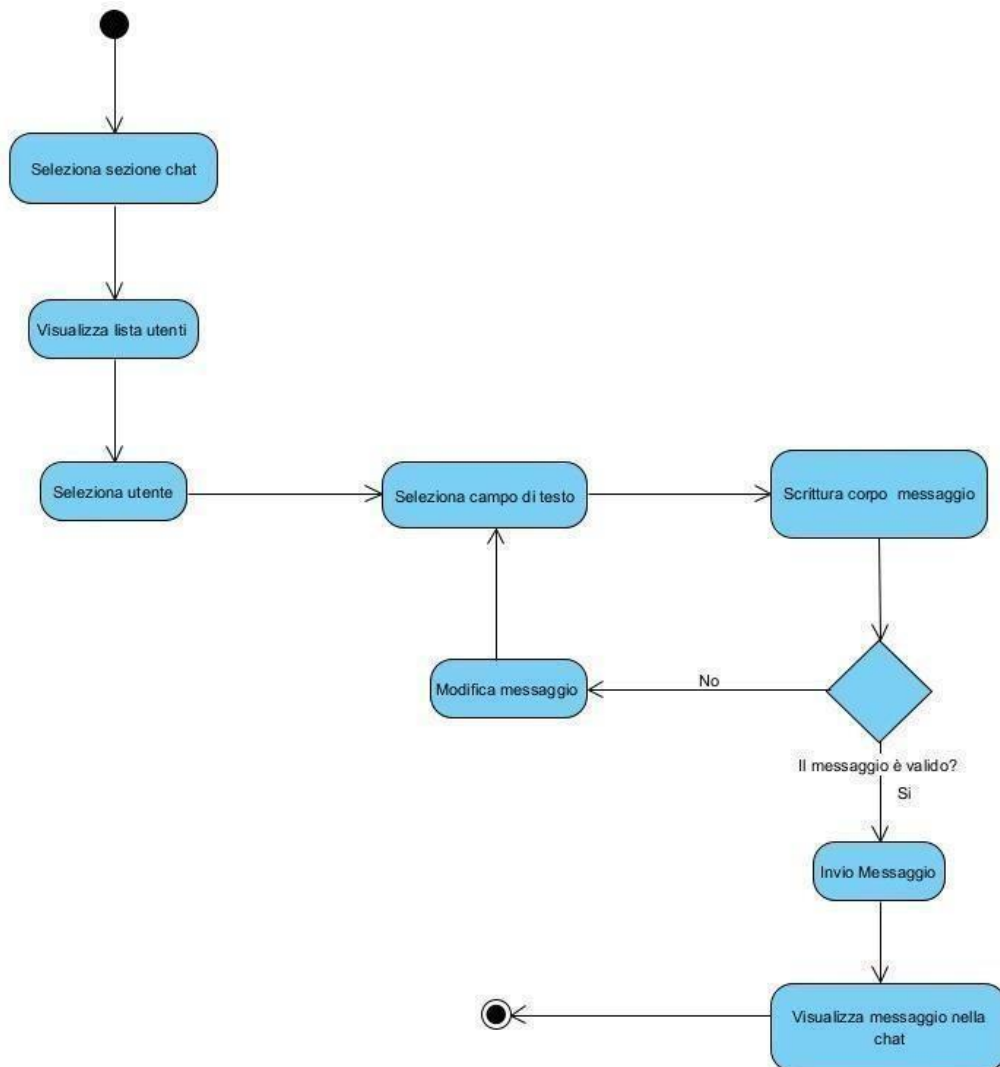 Seleziona sezione chat
Visualizza lista utenti
Seleziona utente
Seleziona campo di testo
Scrittura corpo messaggio
Modifica messaggio
No
Il messaggio è valido?
Si
Invio Messaggio
Visualizza messaggio nella
chat